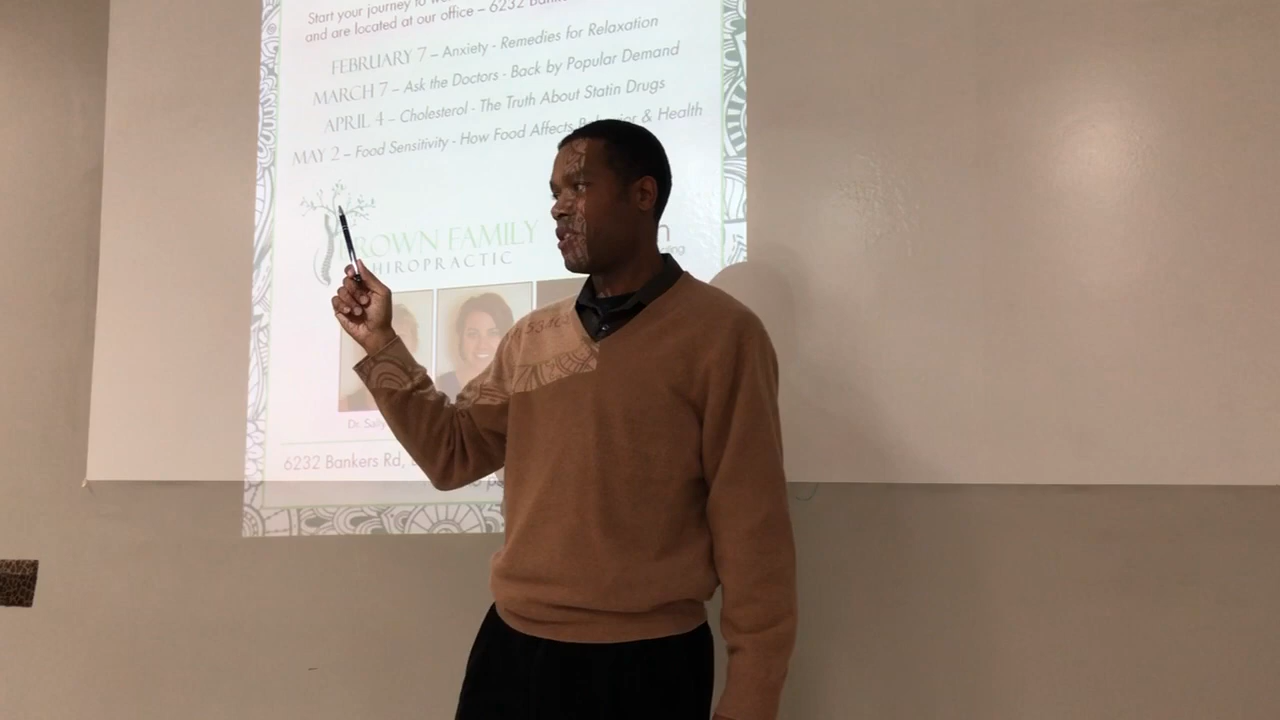 Start your journey to
and are located at our office – 6232
FEBRUARY 7 – Anxiety - Remedies for Relaxation
MARCH 7 – Ask the Doctors - Back by Popular Demand
APRIL 4 – Cholesterol - The Truth About Statin Drugs
MAY 2 – Food Sensitivity - How Food Affects & Health
ROWN FAMILY
HIROPRACTIC
Dr.
6232 Bankers Rd,